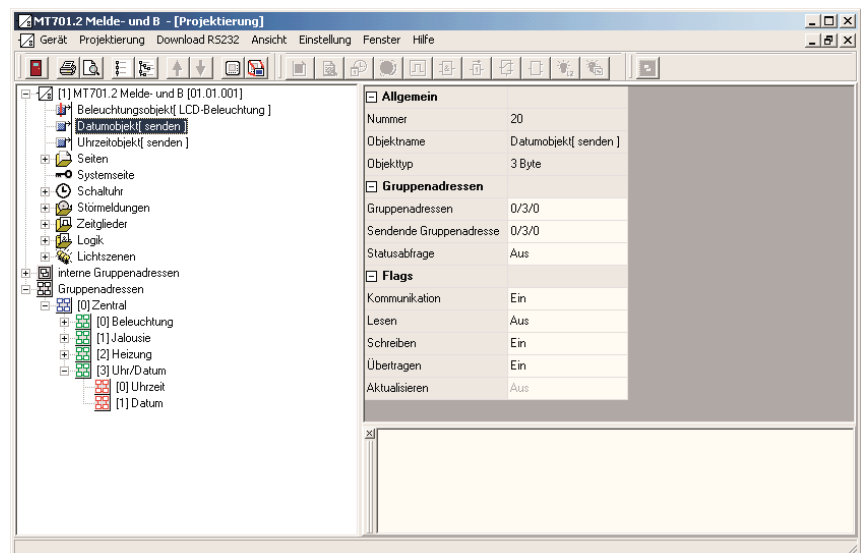 MT701.2 Melde- und B - [Projektierung]
Gerät Projektierung Download RS232 Ansicht Einstellung Fenster Hilfe
[1] MT701.2 Melde- und B [01.01.001]
Beleuchtungsobjekt[ LCD-Beleuchtung ]
Datumobjekt[ senden ]
Uhrzeitobjekt[ senden ]
Seiten
Systemseite
Schaltuhr
Störmeldungen
Zeitglieder
Logik
Lichtszenen
interne Gruppenadressen
Gruppenadressen
[0] Zentral
[0] Beleuchtung
[1] Jalousie
[2] Heizung
[3] Uhr/Datum
[0] Uhrzeit
[1] Datum
Allgemein
Nummer 20
Objektname Datumobjekt[ senden ]
Objekttyp 3 Byte
Gruppenadressen
Gruppenadressen 0/3/0
Sendende Gruppenadresse 0/3/0
Statusabfrage Aus
Flags
Kommunikation Ein
Lesen Aus
Schreiben Ein
Übertragen Ein
Aktualisieren Aus